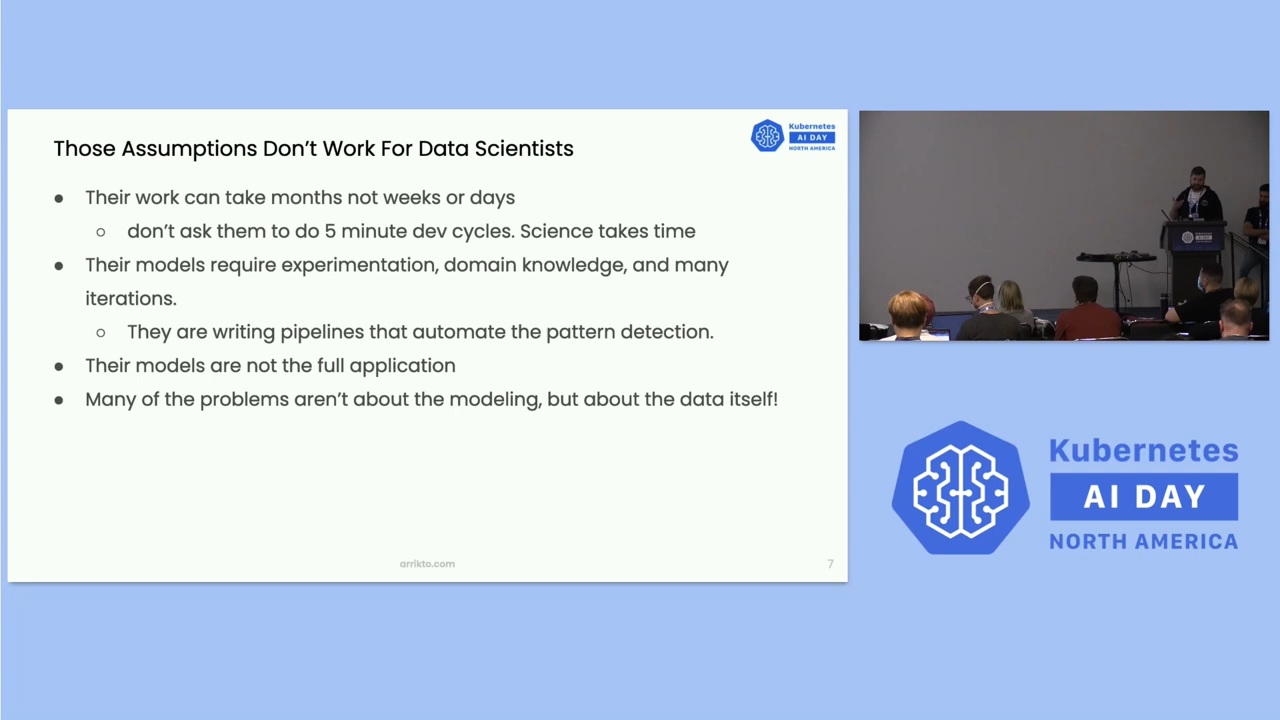 Those Assumptions Don't Work For Data Scientists
Kubernetes
AI DAY
NORTH AMERICA
● Their work can take months not weeks or days
○ don't ask them to do 5 minute dev cycles. Science takes time
● Their models require experimentation, domain knowledge, and many
iterations.
○ They are writing pipelines that automate the pattern detection.
● Their models are not the full application
● Many of the problems aren't about the modeling, but about the data itself!
arrikto.com
7
Kubernetes
AI DAY
NORTH AMERICA